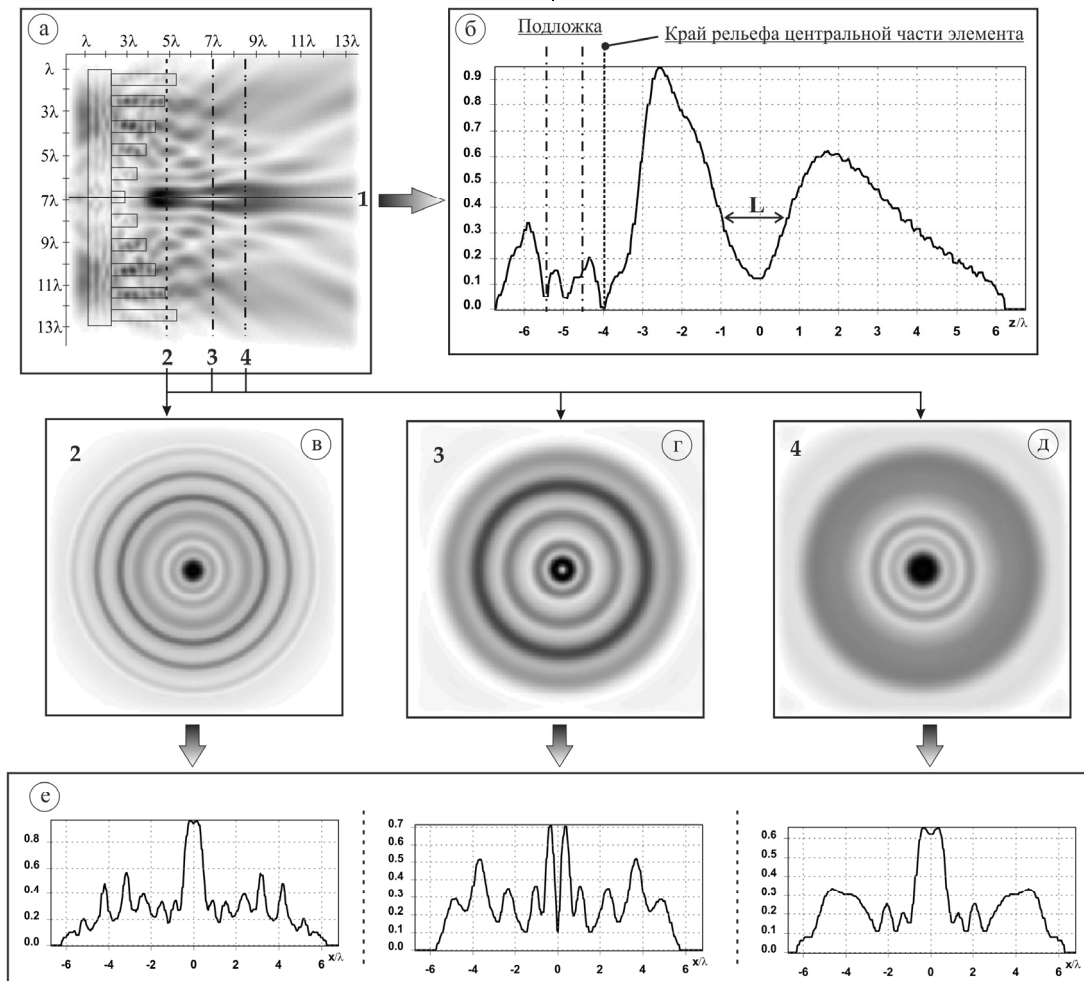 а
λ 3λ 5λ 7λ 9λ 11λ 13λ
λ
3λ
5λ
7λ
9λ
11λ
13λ
1
2 3 4
б
Подложка
Край рельефа центральной части элемента
0.9
0.8
0.7
0.6
0.5
0.4
0.3
0.2
0.1
0.0
L
-6 -5 -4 -3 -2 -1 0 1 2 3 4 5 6 z/λ
2 в
3 г
4 д
е
0.8
0.6
0.4
0.2
0.0
-6 -4 -2 0 2 4 6 x/λ
0.7
0.6
0.5
0.4
0.3
0.2
0.1
0.0
-6 -4 -2 0 2 4 6 x/λ
0.6
0.5
0.4
0.3
0.2
0.1
0.0
-6 -4 -2 0 2 4 6 x/λ